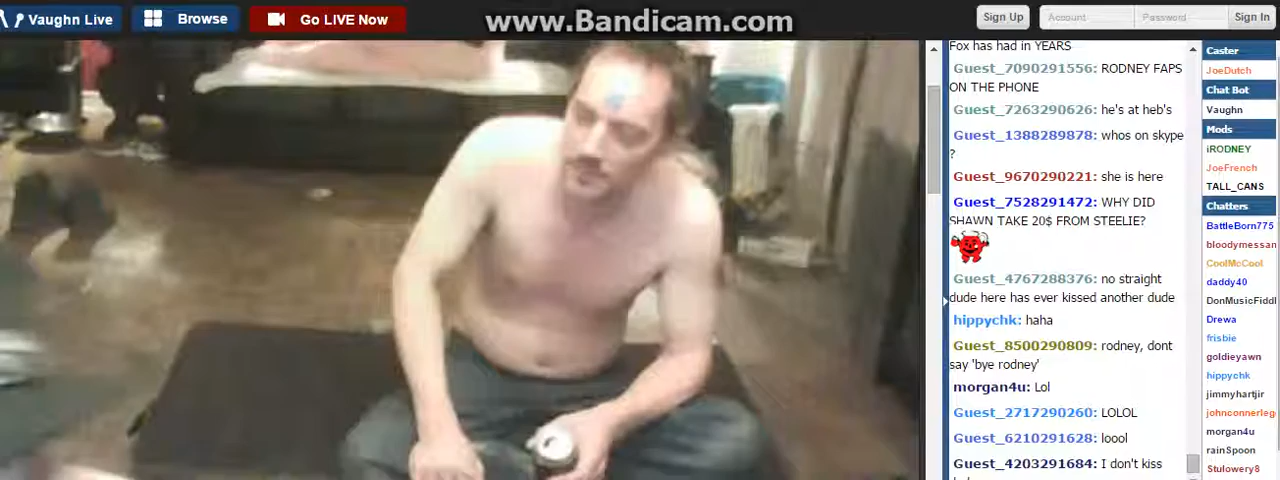 Vaughn Live
Browse
Go LIVE Now
www.Bandicam.com
Sign Up
Account
Password
Sign In
Fox has had in YEARS
Guest_7090291556: RODNEY FAPS
ON THE PHONE
Guest_7263290626: he's at heb's
Guest_1388289878: whos on skype
?
Guest_9670290221: she is here
Guest_7528291472: WHY DID
SHAWN TAKE 20$ FROM STEELIE?
Guest_4767288376: no straight
dude here has ever kissed another dude
hippychk: haha
Guest_8500290809: rodney, dont
say 'bye rodney'
morgan4u: Lol
Guest_2717290260: LOLOL
Guest_6210291628: loool
Guest_4203291684: I don't kiss
Caster
JoeDutch
Chat Bot
Vaughn
Mods
iRODNEY
JoeFrench
TALL_CANS
Chatters
BattleBorn775
bloodymessan
CoolMcCool
daddy40
DonMusicFiddl
Drewa
frisbie
goldieyawn
hippychk
jimmyhartjr
johnconnerleg
morgan4u
rainSpoon
Stulowery8